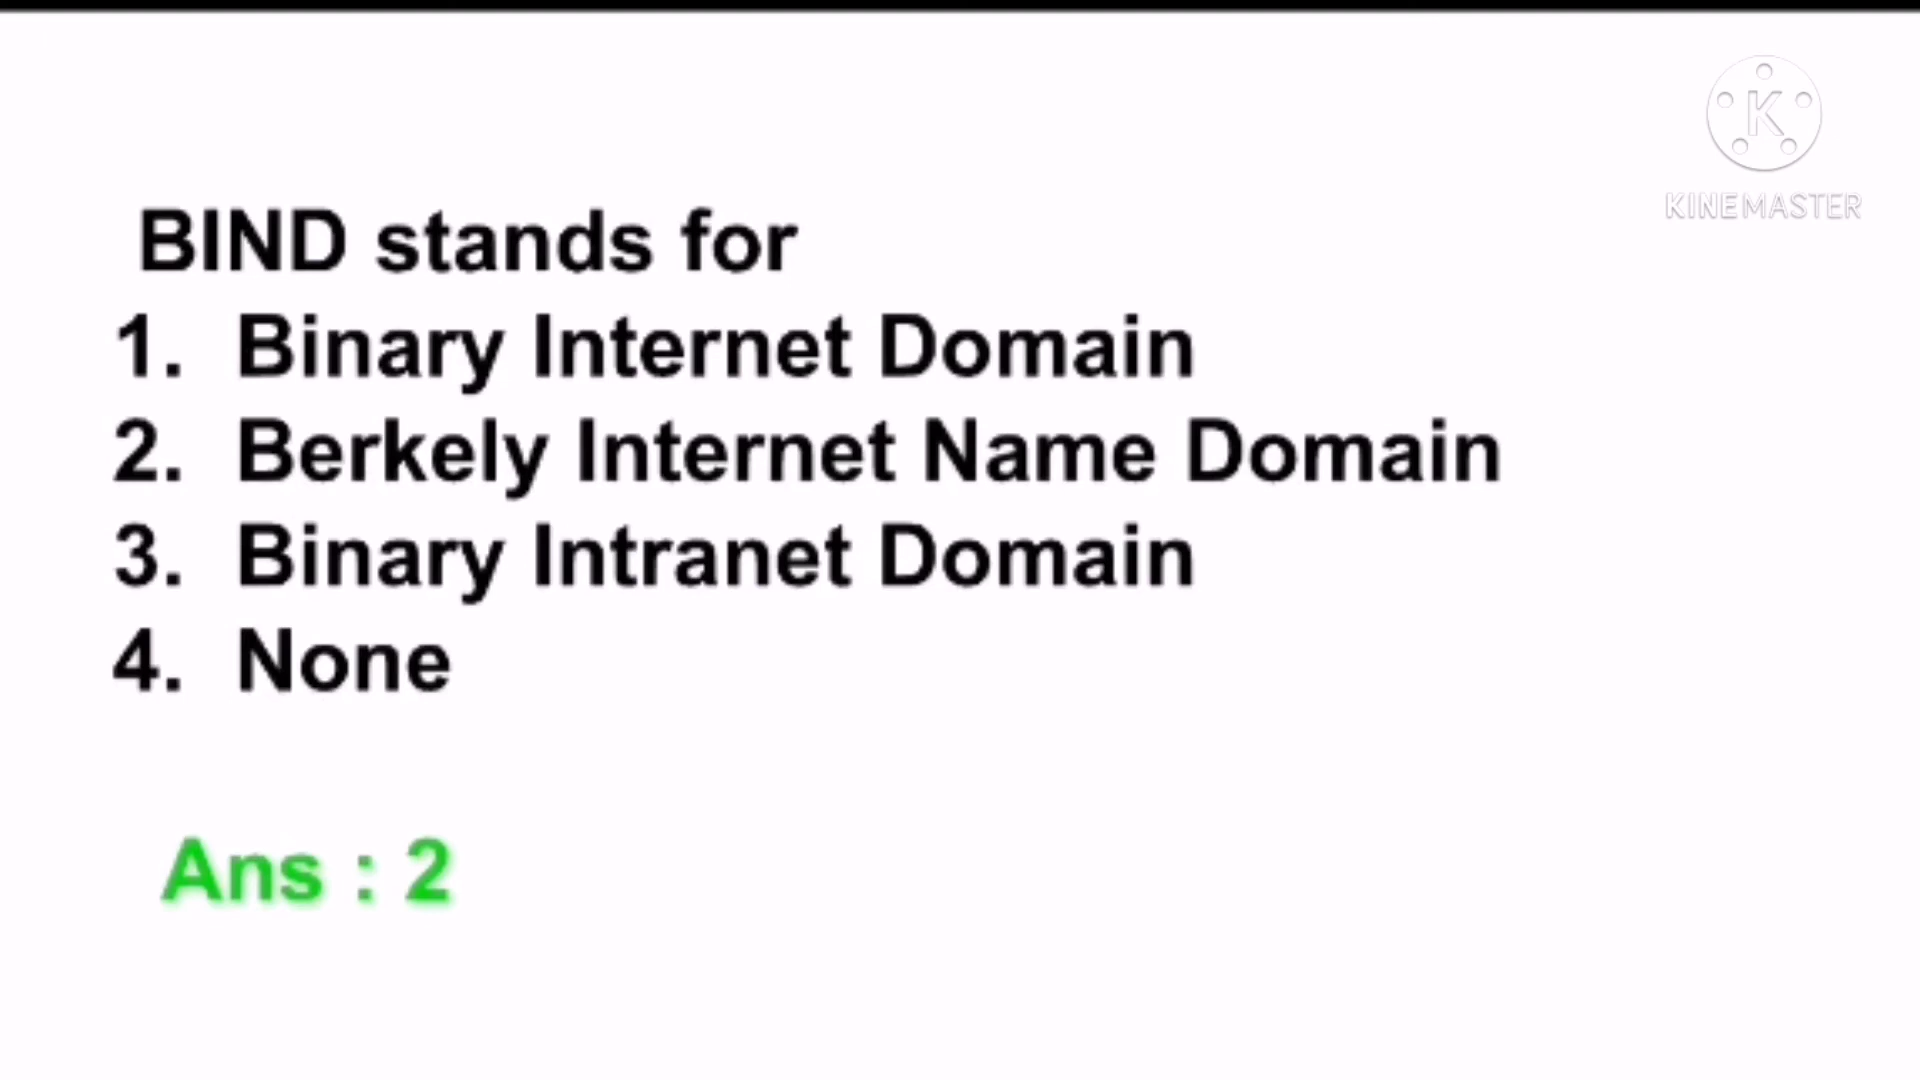 K
KINEMASTER
BIND stands for
1. Binary Internet Domain
2. Berkely Internet Name Domain
3. Binary Intranet Domain
4. None
Ans : 2